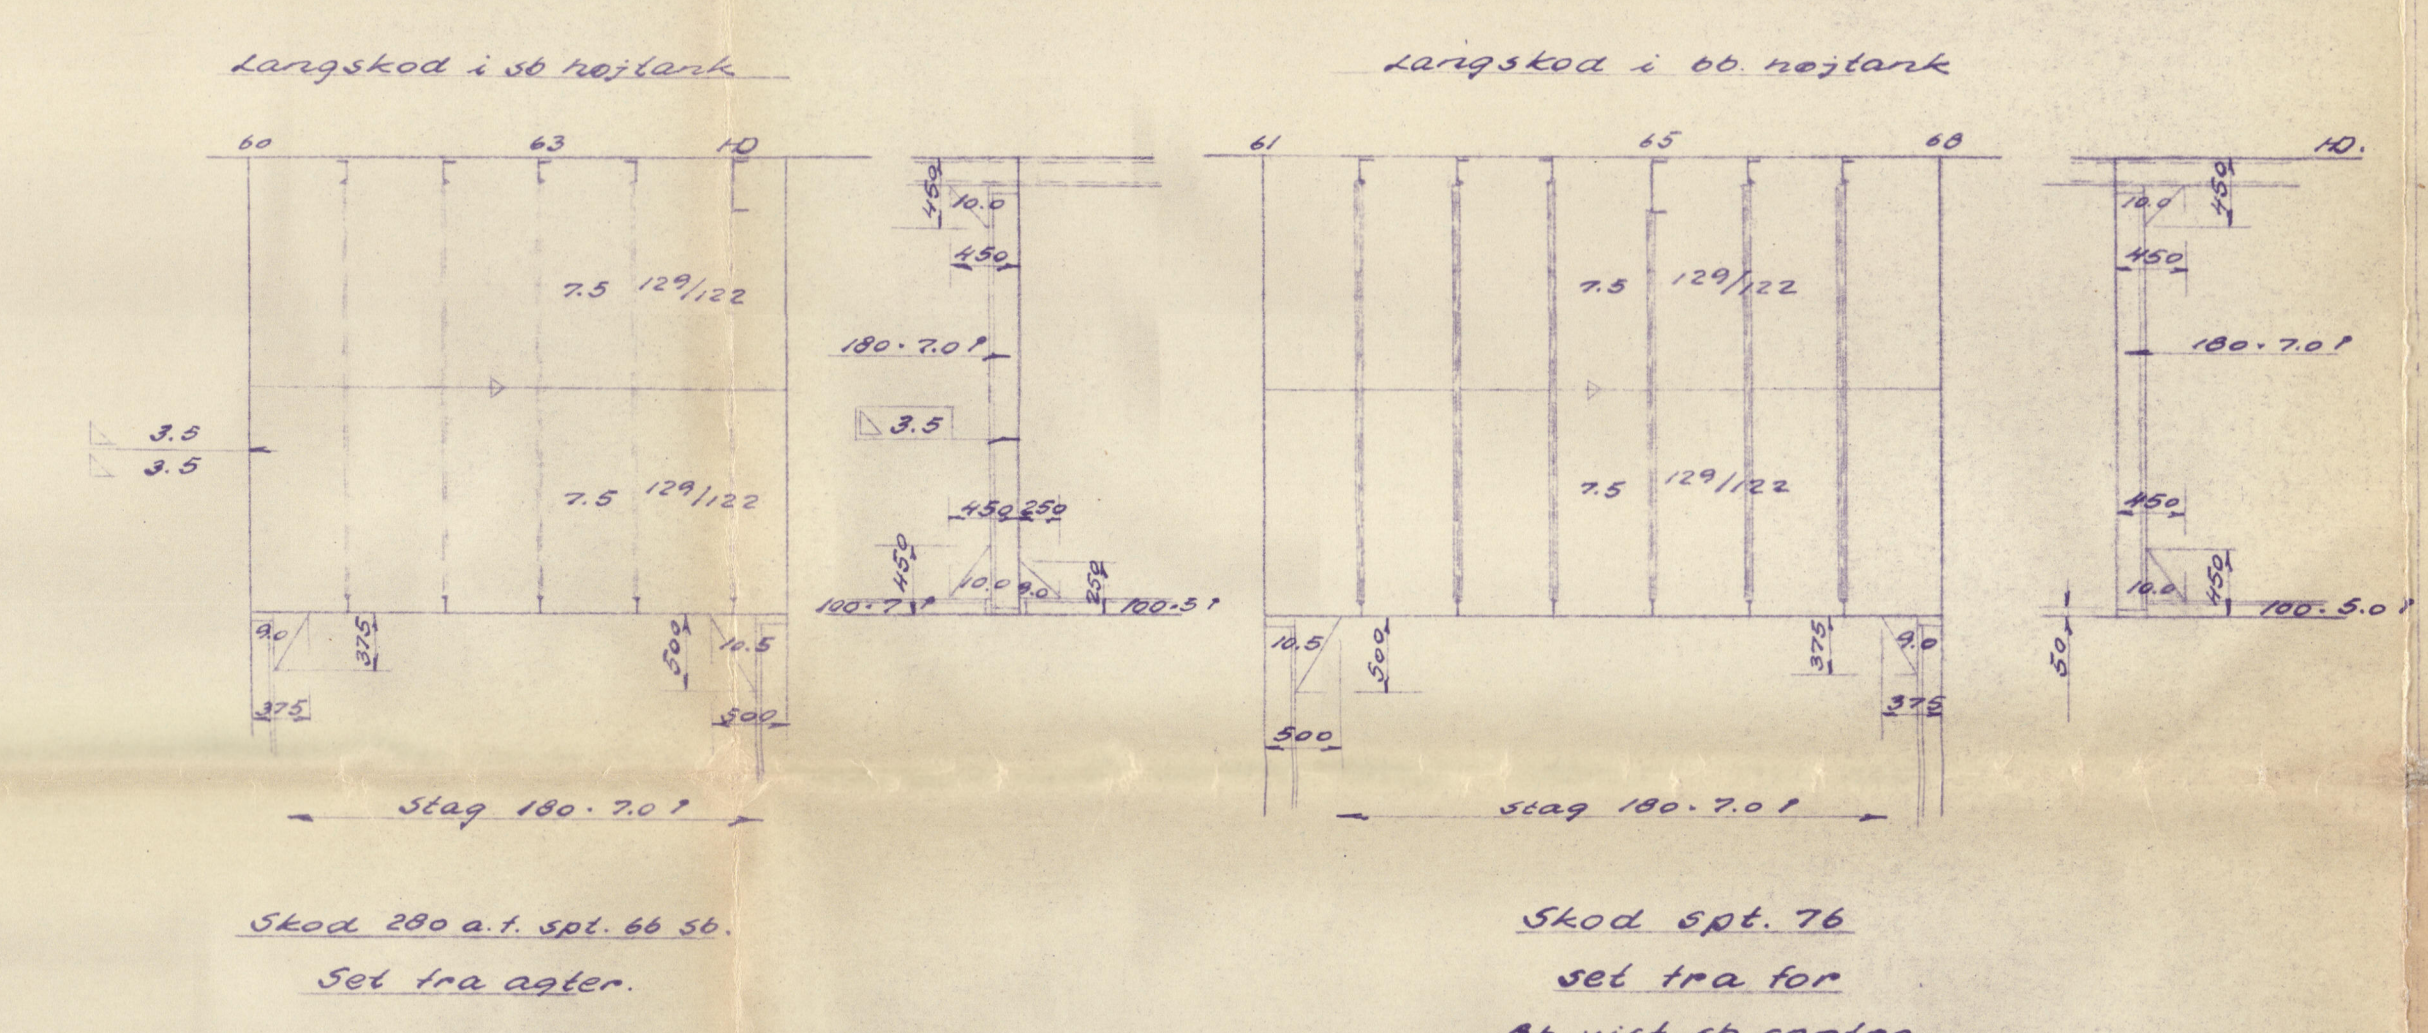 Langskod i sb højtank
Langskod i bb. højtank
60 63 HD
450
10.0
450
7.5 129/122
180 · 7.0
3.5
3.5
3.5
7.5 129/122
450 250
450
10.0 9.0
250
100 · 7
100 · 5
9.0
375
500
10.5
375
500
Stag 180 · 7.0
61 65 68
HD.
10.0
450
450
7.5 129/122
180 · 7.0
7.5 129/122
450
10.0
450
100 · 5.0
50
10.5
500
375
9.0
500
375
Stag 180 · 7.0
Skod 280 a.f. spt. 66 sb.
Set fra agter.
Skod spt. 76
set fra for